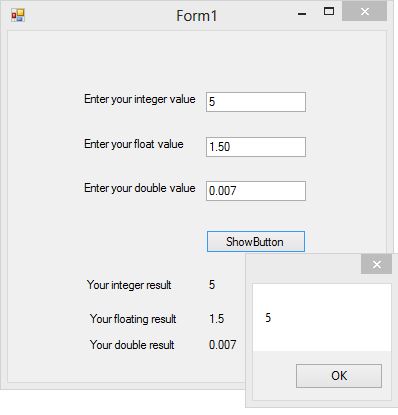 Form1
Enter your integer value 5
Enter your float value 1.50
Enter your double value 0.007
ShowButton
Your integer result 5
Your floating result 1.5
Your double result 0.007
5
OK